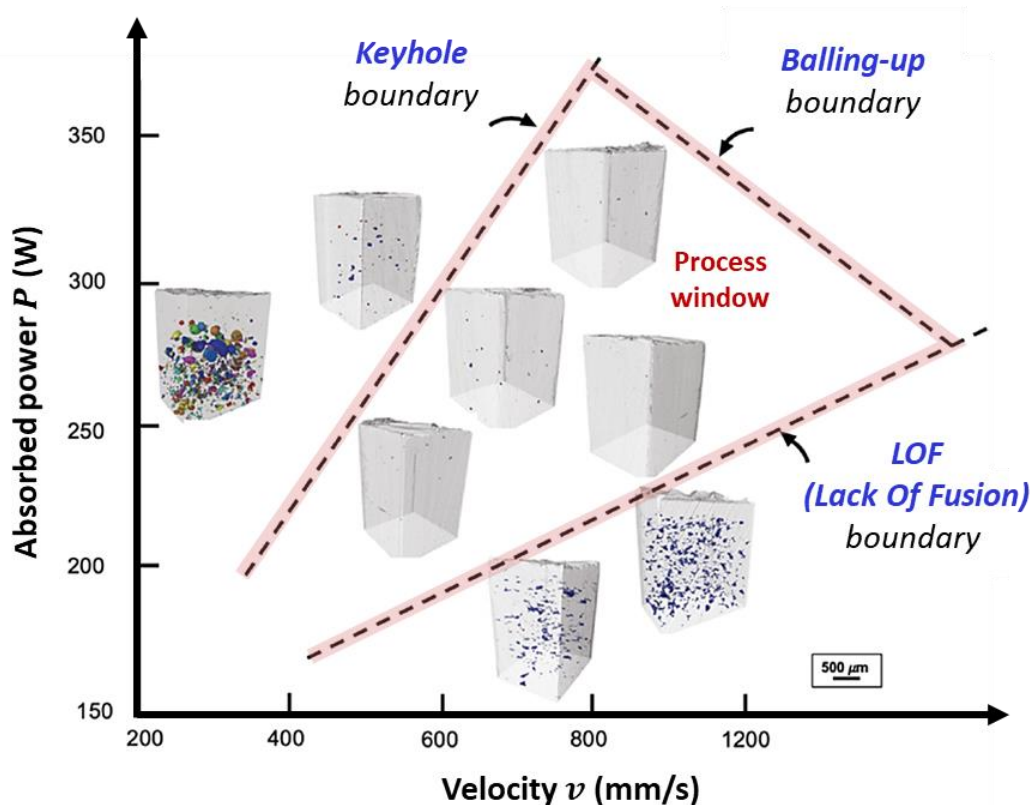 Keyhole
boundary
Balling-up
boundary
350
300
250
200
150
Absorbed power P (W)
Process
window
LOF
(Lack Of Fusion)
boundary
500 μm
200
400
600
800
1200
Velocity v (mm/s)